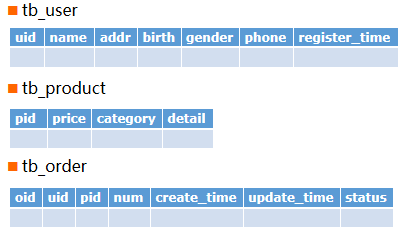 tb_user
uid name addr birth gender phone register_time
tb_product
pid price category detail
tb_order
oid uid pid num create_time update_time status